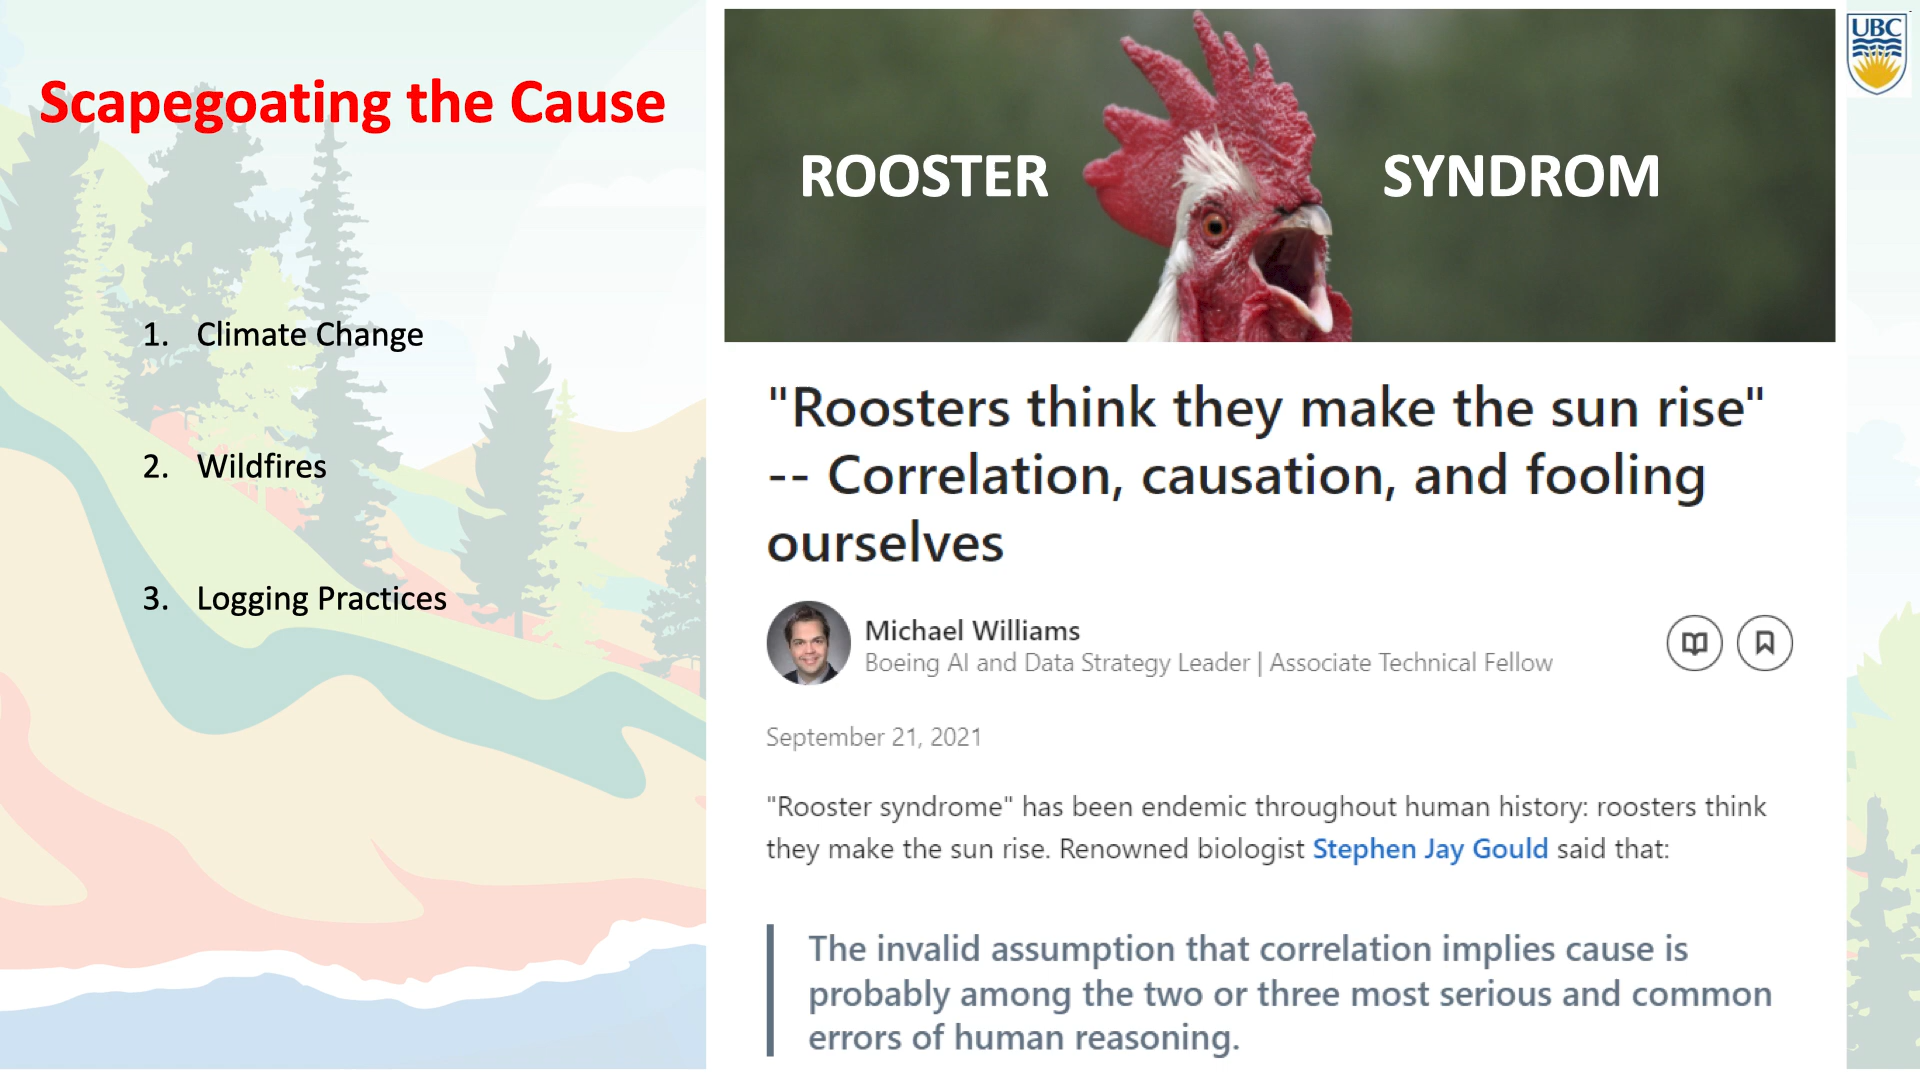 Scapegoating the Cause
1. Climate Change
2. Wildfires
3. Logging Practices
ROOSTER SYNDROM
UBC
"Roosters think they make the sun rise"
-- Correlation, causation, and fooling
ourselves
Michael Williams
Boeing AI and Data Strategy Leader | Associate Technical Fellow
September 21, 2021
"Rooster syndrome" has been endemic throughout human history: roosters think
they make the sun rise. Renowned biologist Stephen Jay Gould said that:
The invalid assumption that correlation implies cause is
probably among the two or three most serious and common
errors of human reasoning.